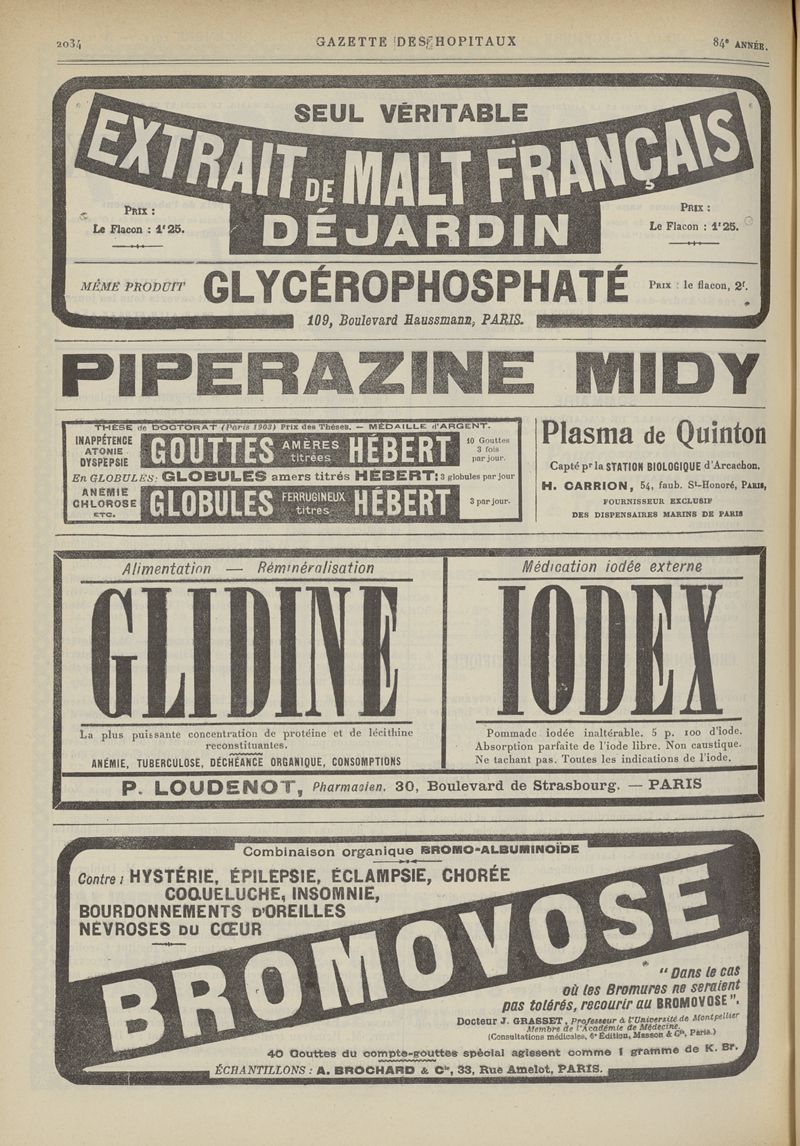 2034 GAZETTE DES HOPITAUX 84e ANNÉE.
SEUL VÉRITABLE
EXTRAIT DE MALT FRANÇAIS
DÉJARDIN
PRIX :
Le Flacon : 1f 25.
PRIX :
Le Flacon : 1f 25.
MÊME PRODUIT GLYCÉROPHOSPHATÉ PRIX : le flacon, 2f.
109, Boulevard Haussmann, PARIS.
PIPERAZINE MIDY
THÈSE de DOCTORAT (Paris 1903) Prix des Thèses. — MÉDAILLE d'ARGENT.
INAPPÉTENCE
ATONIE
DYSPEPSIE
GOUTTES AMÈRES titrées HÉBERT
10 Gouttes
3 fois
par jour.
En GLOBULES: GLOBULES amers titrés HÉBERT: 3 globules par jour
ANÉMIE
CHLOROSE
ETC.
GLOBULES FERRUGINEUX titres HÉBERT
3 par jour.
Plasma de Quinton
Capté pr la STATION BIOLOGIQUE d'Arcachon.
H. CARRION, 54, faub. St-Honoré, PARIS,
FOURNISSEUR EXCLUSIF
DES DISPENSAIRES MARINS DE PARIS
Alimentation — Réminéralisation
GLIDINE
La plus puissante concentration de protéine et de lécithine
reconstituantes.
ANÉMIE, TUBERCULOSE, DÉCHÉANCE ORGANIQUE, CONSOMPTIONS
Médication iodée externe
IODEX
Pommade iodée inaltérable. 5 p. 100 d'iode.
Absorption parfaite de l'iode libre. Non caustique.
Ne tachant pas. Toutes les indications de l'iode.
P. LOUDENOT, Pharmacien. 30, Boulevard de Strasbourg. — PARIS
Combinaison organique BROMO-ALBUMINOÏDE
Contre : HYSTÉRIE, ÉPILEPSIE, ÉCLAMPSIE, CHORÉE
COQUELUCHE, INSOMNIE,
BOURDONNEMENTS D'OREILLES
NÉVROSES DU CŒUR
BROMOVOSE
" Dans le cas
où les Bromures ne seraient
pas tolérés, recourir au BROMOVOSE ".
Docteur J. GRASSET, Professeur à l'Université de Montpellier
Membre de l'Académie de Médecine.
(Consultations médicales, 6e Edition, Masson & Cie, Paris.)
40 Gouttes du compte-gouttes spécial agissent comme 1 gramme de K. Br.
ÉCHANTILLONS : A. BROCHARD & Cie, 33, Rue Amelot, PARIS.